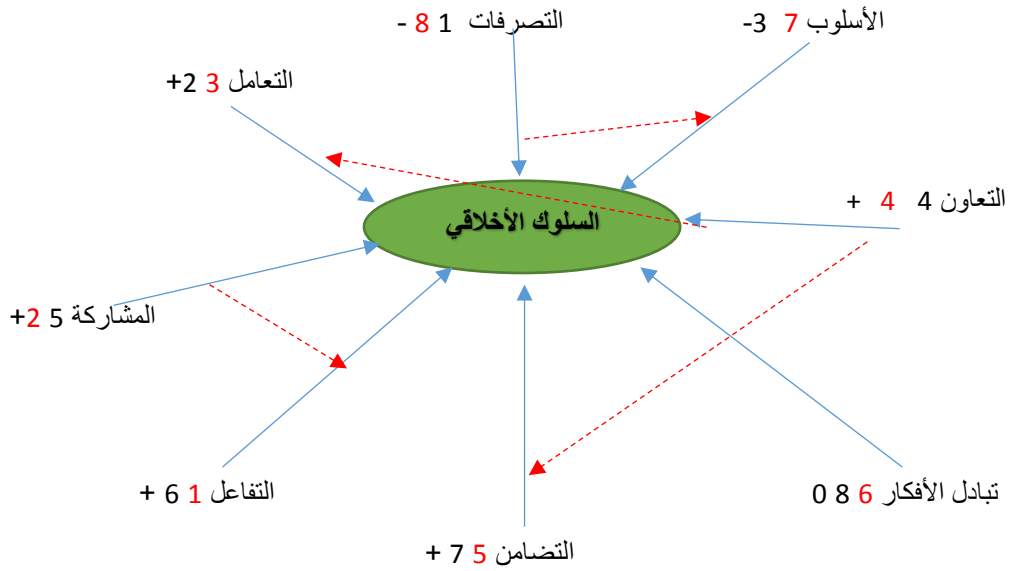 الأسلوب 7 3-
التصرفات 1 8 -
التعامل 3 2+
السلوك الأخلاقي
التعاون 4 4 +
المشاركة 5 2+
التفاعل 1 6 +
تبادل الأفكار 6 8 0
التضامن 5 7 +